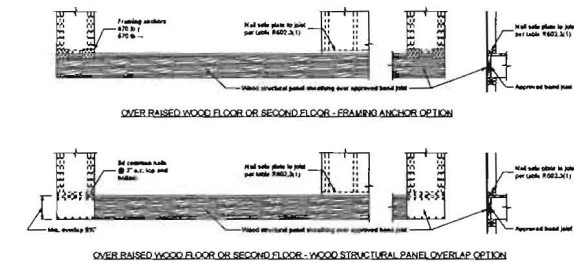 Framing anchors
670 lb
670 lb
Nail sole plate to joist
per table R602.3(1)
Nail sole plate to joist
per table R602.3(1)
Wood structural panel sheathing over approved band joist
Approved band joist
OVER RAISED WOOD FLOOR OR SECOND FLOOR - FRAMING ANCHOR OPTION
8d common nails
@ 3" o.c. top and
bottom
Nail sole plate to joist
per table R602.3(1)
Nail sole plate to joist
per table R602.3(1)
Min. overlap 9¼"
Wood structural panel sheathing over approved band joist
Approved band joist
OVER RAISED WOOD FLOOR OR SECOND FLOOR - WOOD STRUCTURAL PANEL OVERLAP OPTION